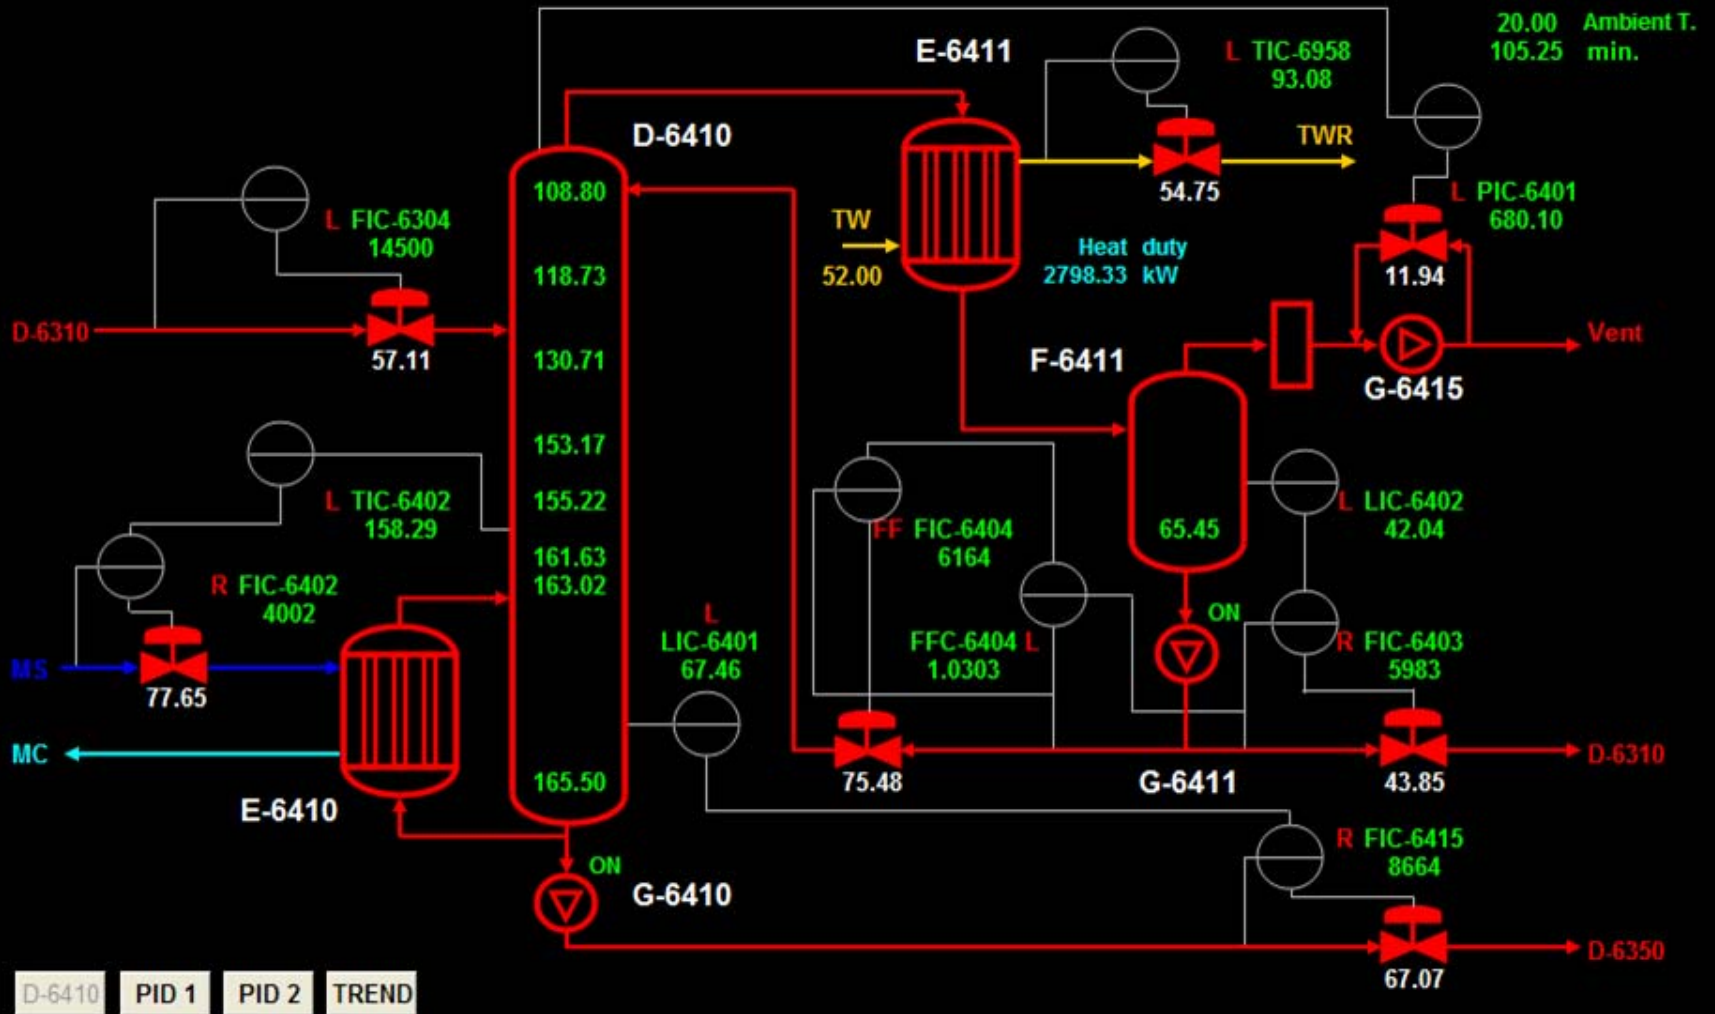 20.00 Ambient T.
105.25 min.
E-6411
L TIC-6958
93.08
D-6410
TWR
54.75
L PIC-6401
680.10
11.94
108.80
L FIC-6304
14500
TW
52.00
Heat duty
2798.33 kW
118.73
D-6310
57.11
130.71
F-6411
Vent
G-6415
153.17
L TIC-6402
158.29
155.22
161.63
163.02
FF FIC-6404
6164
65.45
L LIC-6402
42.04
R FIC-6402
4002
L
LIC-6401
67.46
FFC-6404 L
1.0303
ON
R FIC-6403
5983
MS
77.65
MC
E-6410
165.50
75.48
G-6411
43.85
D-6310
ON
G-6410
R FIC-6415
8664
67.07
D-6350
D-6410 PID 1 PID 2 TREND